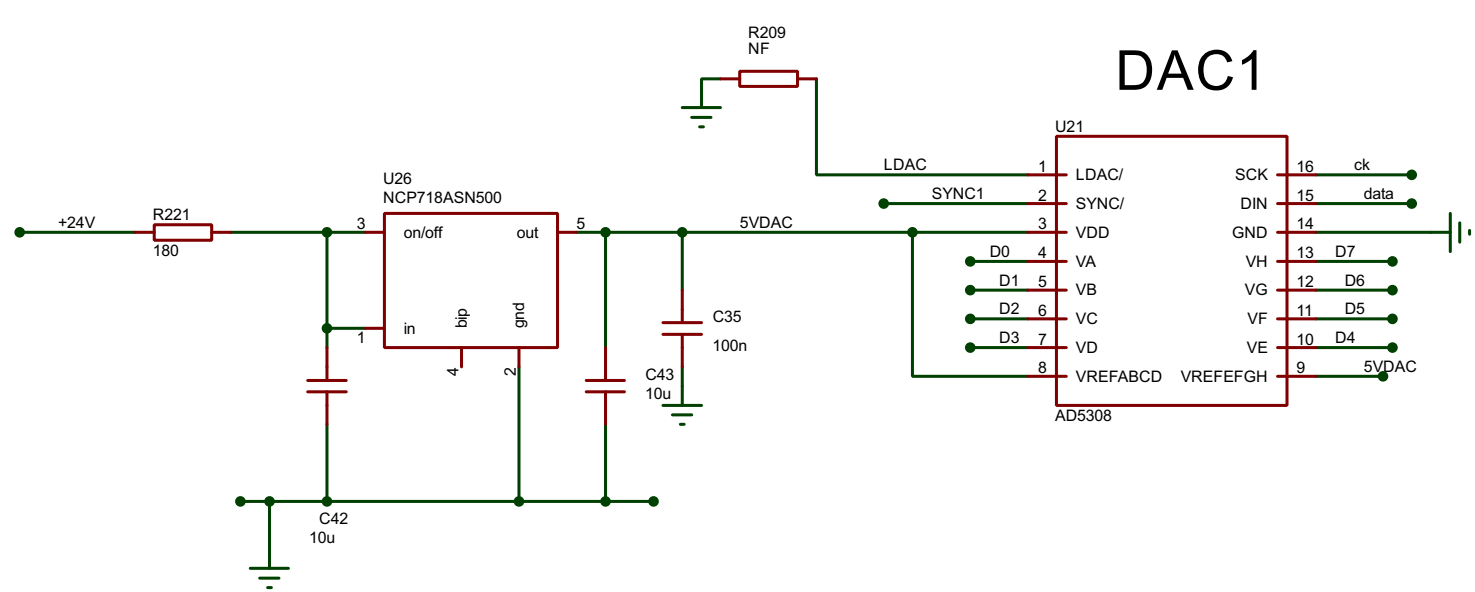 R209
NF
DAC1
U21
LDAC
1
LDAC/
SCK
16
ck
SYNC1
2
SYNC/
DIN
15
data
U26
NCP718ASN500
+24V
R221
180
3
on/off
out
5
5VDAC
3
VDD
GND
14
D0
4
VA
VH
13
D7
D1
5
VB
VG
12
D6
D2
6
VC
VF
11
D5
D3
7
VD
VE
10
D4
8
VREFABCD
VREFEFGH
9
5VDAC
AD5308
1
in
bip
gnd
4
2
C35
100n
C43
10u
C42
10u